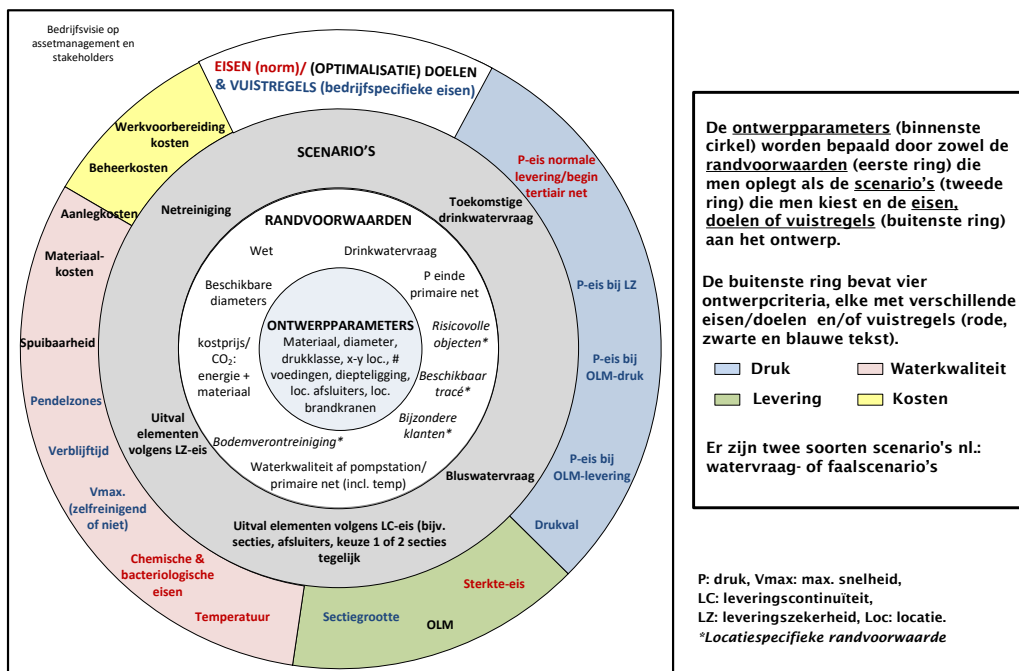 Bedrijfsvisie op
assetmanagement en
stakeholders
EISEN (norm)/ (OPTIMALISATIE) DOELEN
& VUISTREGELS (bedrijfspecifieke eisen)
Werkvoorbereiding
kosten
Beheerkosten
Aanlegkosten
Materiaal-
kosten
Spuibaarheid
Pendelzones
Verblijftijd
Vmax.
(zelfreinigend
of niet)
Chemische &
bacteriologische
eisen
Temperatuur
Sectiegrootte
OLM
Sterkte-eis
Drukval
P-eis bij
OLM-levering
P-eis bij
OLM-druk
P-eis bij LZ
P-eis normale
levering/begin
tertiair net
SCENARIO'S
Netreiniging
Toekomstige
drinkwatervraag
Uitval
elementen
volgens LZ-eis
Bluswatervraag
Uitval elementen volgens LC-eis (bijv.
secties, afsluiters, keuze 1 of 2 secties
tegelijk
RANDVOORWAARDEN
Wet
Drinkwatervraag
Beschikbare
diameters
P einde
primaire net
kostprijs/
CO₂:
energie +
materiaal
Risicovolle
objecten*
Beschikbaar
tracé*
Bijzondere
klanten*
Bodemverontreiniging*
Waterkwaliteit af pompstation/
primaire net (incl. temp)
ONTWERPPARAMETERS
Materiaal, diameter,
drukklasse, x-y loc., #
voedingen, diepteligging,
loc. afsluiters, loc.
brandkranen
De ontwerpparameters (binnenste
cirkel) worden bepaald door zowel de
randvoorwaarden (eerste ring) die
men oplegt als de scenario's (tweede
ring) die men kiest en de eisen,
doelen of vuistregels (buitenste ring)
aan het ontwerp.
De buitenste ring bevat vier
ontwerpcriteria, elke met verschillende
eisen/doelen en/of vuistregels (rode,
zwarte en blauwe tekst).
Druk
Waterkwaliteit
Levering
Kosten
Er zijn twee soorten scenario's nl.:
watervraag- of faalscenario's
P: druk, Vmax: max. snelheid,
LC: leveringscontinuïteit,
LZ: leveringszekerheid, Loc: locatie.
*Locatiespecifieke randvoorwaarde